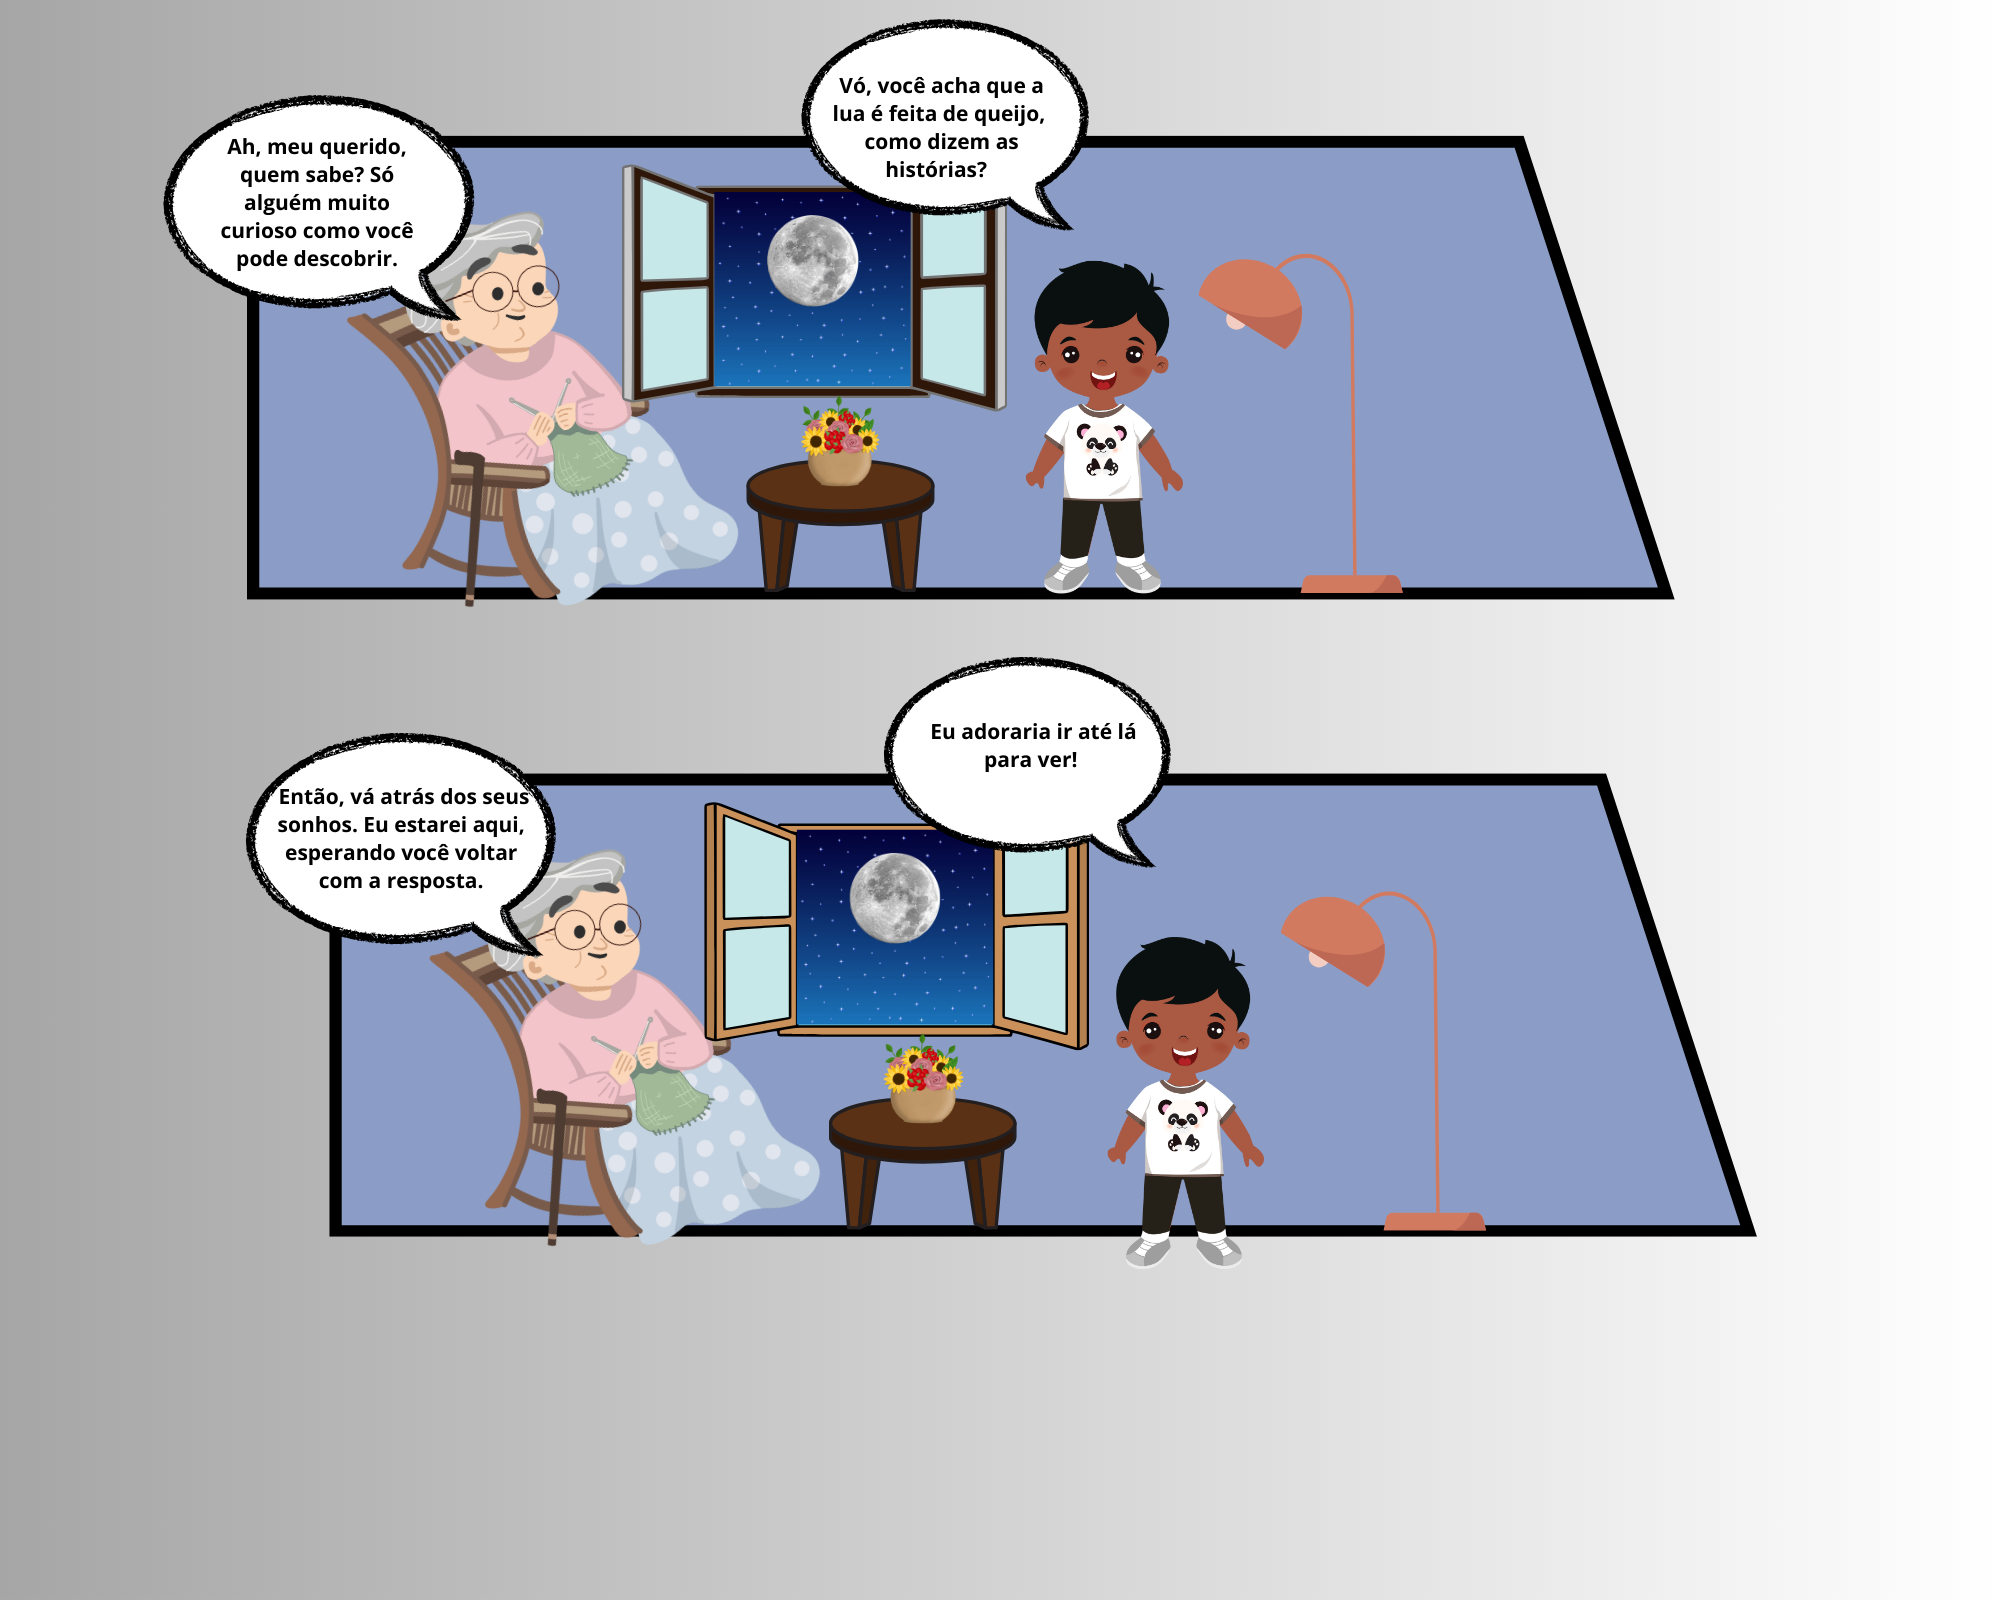 Vó, você acha que a
lua é feita de queijo,
como dizem as
histórias?
Ah, meu querido,
quem sabe? Só
alguém muito
curioso como você
pode descobrir.
Eu adoraria ir até lá
para ver!
Então, vá atrás dos seus
sonhos. Eu estarei aqui,
esperando você voltar
com a resposta.